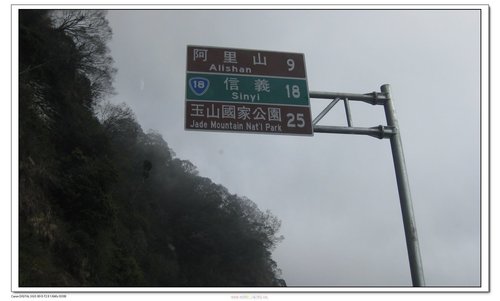 阿里山 9
Alishan
18 信義 18
Sinyi
玉山國家公園 25
Jade Mountain Nat'l Park